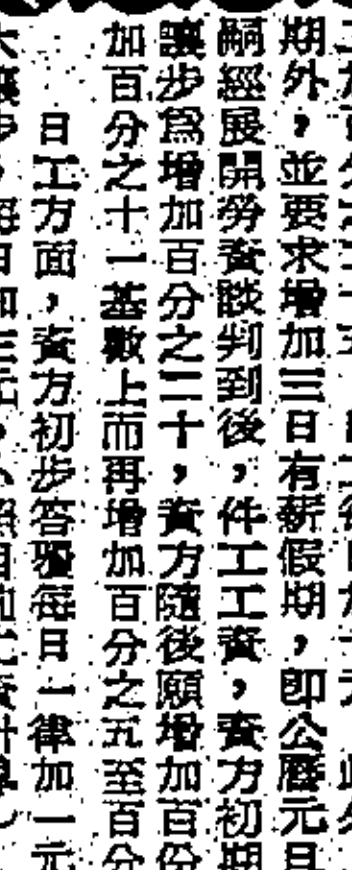 期外，並要求增加三日有薪假期，卽公曆元旦
嗣經展開勞資談判到後，件工工資，資方初期
讓步爲增加百分之二十，資方隨後願增加百份
加百分之十一基數上而再增加百分之五至百分
日工方面，資方初步答覆每日一律加一元